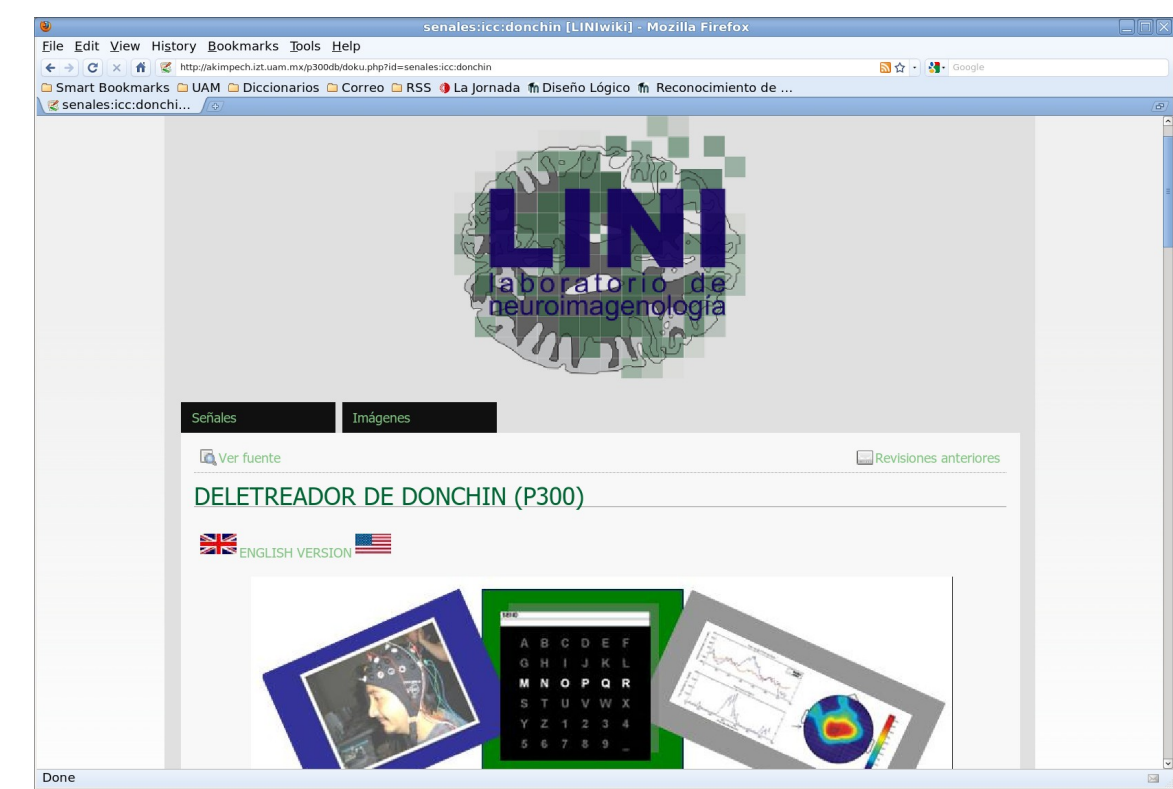 senales:icc:donchin [LINIwiki] - Mozilla Firefox
File Edit View History Bookmarks Tools Help
http://akimpech.izt.uam.mx/p300db/doku.php?id=senales:icc:donchin
Google
Smart Bookmarks UAM Diccionarios Correo RSS La Jornada Diseño Lógico Reconocimiento de ...
senales:icc:donchi...
LINI
laboratorio de
neuroimagenología
Señales Imágenes
Ver fuente Revisiones anteriores
DELETREADOR DE DONCHIN (P300)
ENGLISH VERSION
A B C D E F
G H I J K L
M N O P Q R
S T U V W X
Y Z 1 2 3 4
5 6 7 8 9 _
Done